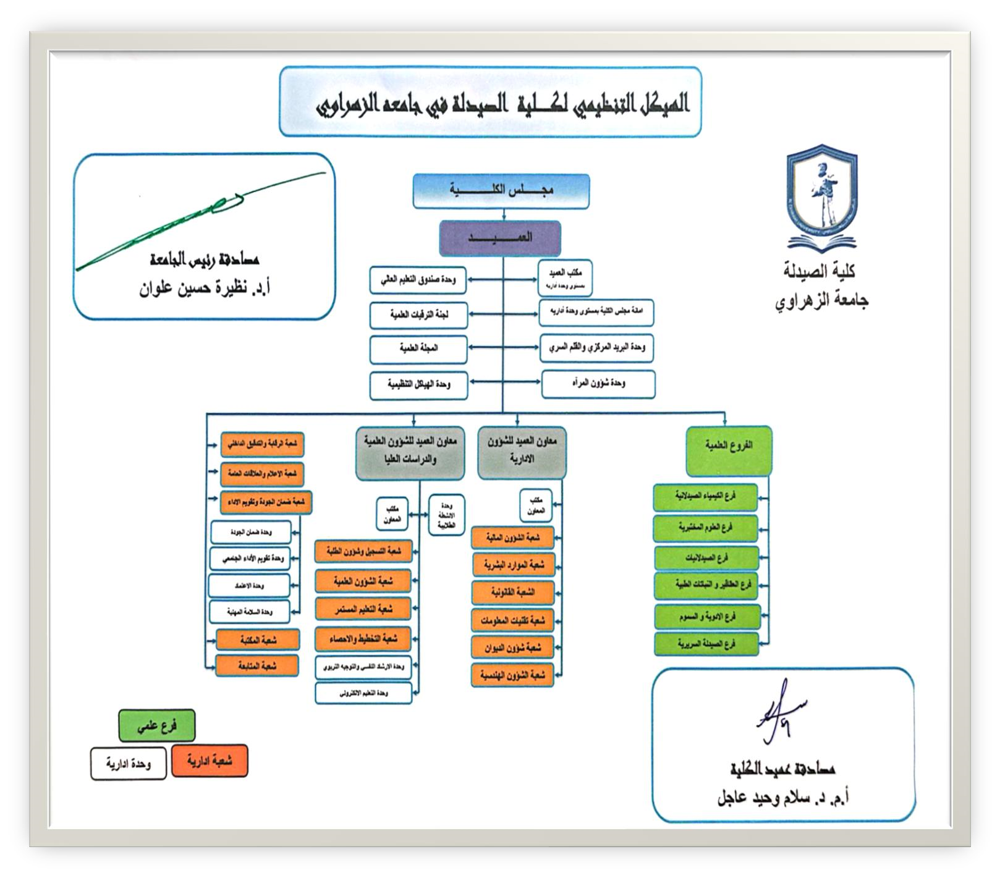 الهيكل التنظيمي لكلية الصيدلة في جامعه الزهراوي
كلية الصيدلة
جامعة الزهراوي
مصادقة رئيس الجامعة
أ.د. نظيرة حسين علوان
مجلس الكلية
العميد
مكتب العميد
بمستوى وحدة أداريه
وحدة صندوق التعليم العالي
امانة مجلس الكلية بمستوى وحدة أداريه
لجنة الترقيات العلمية
وحدة البريد المركزي والقلم السري
المجلة العلمية
وحدة شؤون المرأه
وحدة الهياكل التنظيمية
الفروع العلمية
فرع الكيمياء الصيدلانية
فرع العلوم المختبرية
فرع الصيدلانيات
فرع العقاقير و النباتات الطبية
فرع الادوية و السموم
فرع الصيدلة السريرية
معاون العميد للشؤون
الادارية
مكتب
المعاون
شعبة الشؤون المالية
شعبة الموارد البشرية
الشعبة القانونية
شعبة تقنيات المعلومات
شعبة شؤون الديوان
شعبة الشؤون الهندسية
معاون العميد للشؤون العلمية
والدراسات العليا
وحدة
الانشطة
الطلابية
مكتب
المعاون
شعبة التسجيل وشؤون الطلبة
شعبة الشؤون العلمية
شعبة التعليم المستمر
شعبة التخطيط والاحصاء
وحدة الارشاد النفسي والتوجيه التربوي
وحدة التعليم الالكتروني
شعبة الرقابة والتدقيق الداخلي
شعبة الاعلام والعلاقات العامة
شعبة ضمان الجودة وتقويم الاداء
وحدة ضمان الجودة
وحدة تقويم الأداء الجامعي
وحدة الاعتماد
وحدة السلامة المهنية
شعبة المكتبة
شعبة المتابعة
فرع علمي
شعبة ادارية
وحدة ادارية
مصادقة عميد الكلية
أ.م. د. سلام وحيد عاجل